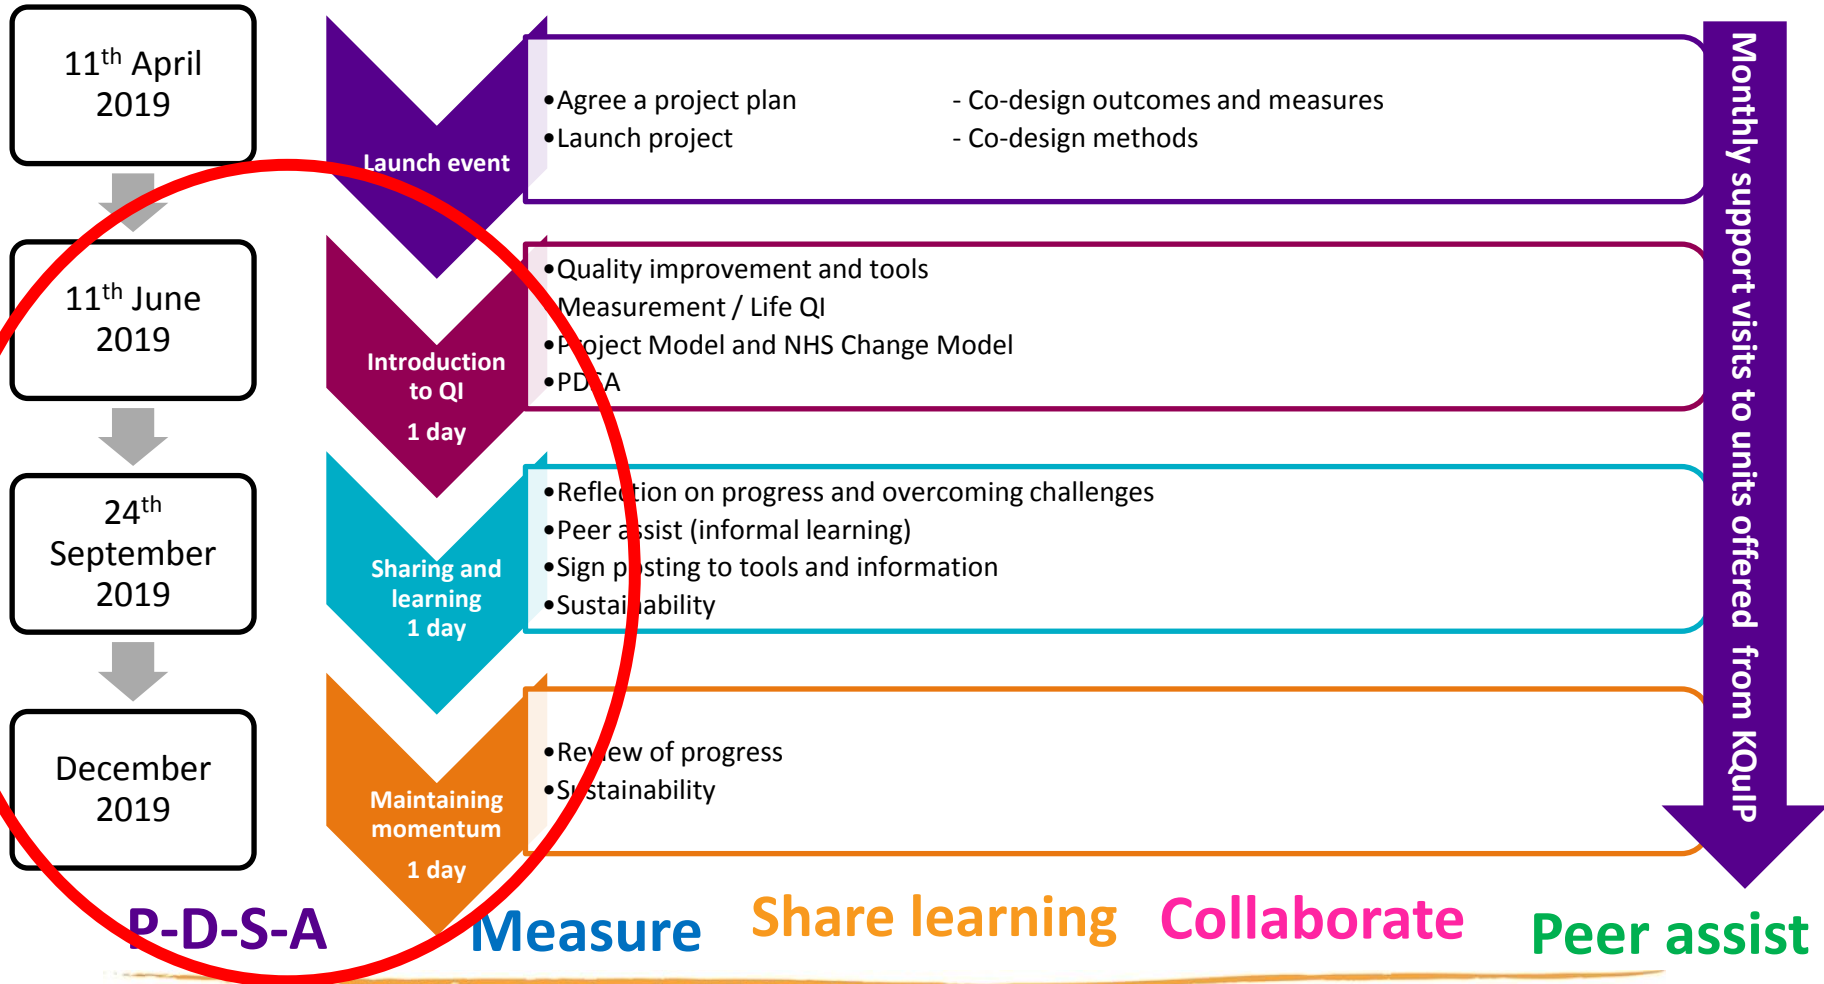 11th April
2019
Launch event
•Agree a project plan - Co-design outcomes and measures
•Launch project - Co-design methods
11th June
2019
Introduction
to QI
1 day
•Quality improvement and tools
•Measurement / Life QI
•Project Model and NHS Change Model
•PDSA
24th
September
2019
Sharing and
learning
1 day
•Reflection on progress and overcoming challenges
•Peer assist (informal learning)
•Sign posting to tools and information
•Sustainability
December
2019
Maintaining
momentum
1 day
•Review of progress
•Sustainability
Monthly support visits to units offered from KQuIP
P-D-S-A
Measure
Share learning
Collaborate
Peer assist